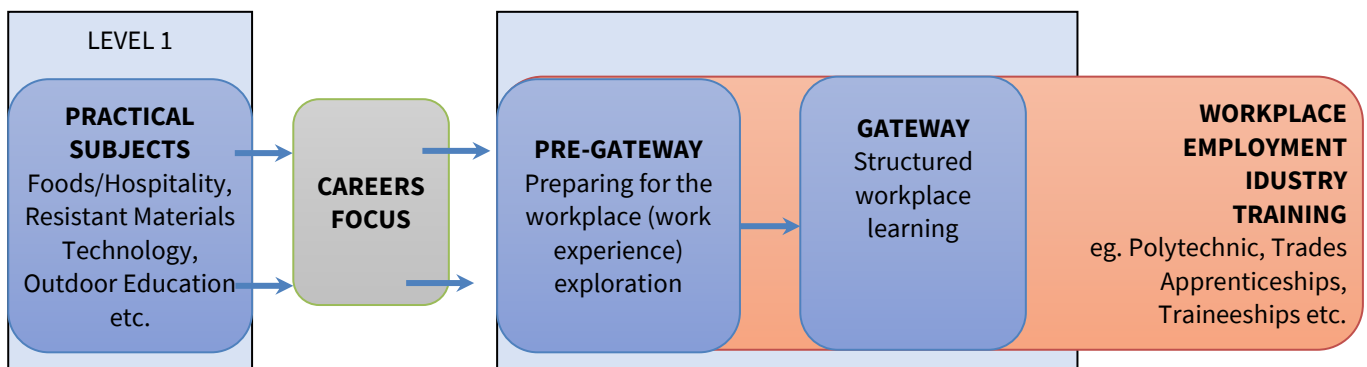 LEVEL 1
PRACTICAL
SUBJECTS
Foods/Hospitality,
Resistant Materials
Technology,
Outdoor Education
etc.
CAREERS
FOCUS
PRE-GATEWAY
Preparing for the
workplace (work
experience)
exploration
GATEWAY
Structured
workplace
learning
WORKPLACE
EMPLOYMENT
IDUSTRY
TRAINING
eg. Polytechnic, Trades
Apprenticeships,
Traineeships etc.